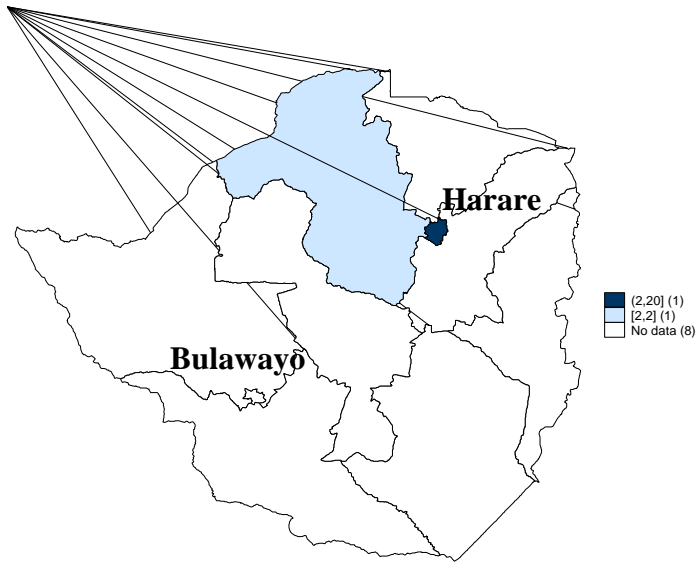 Harare
Bulawayo
(2,20] (1)
[2,2] (1)
No data (8)